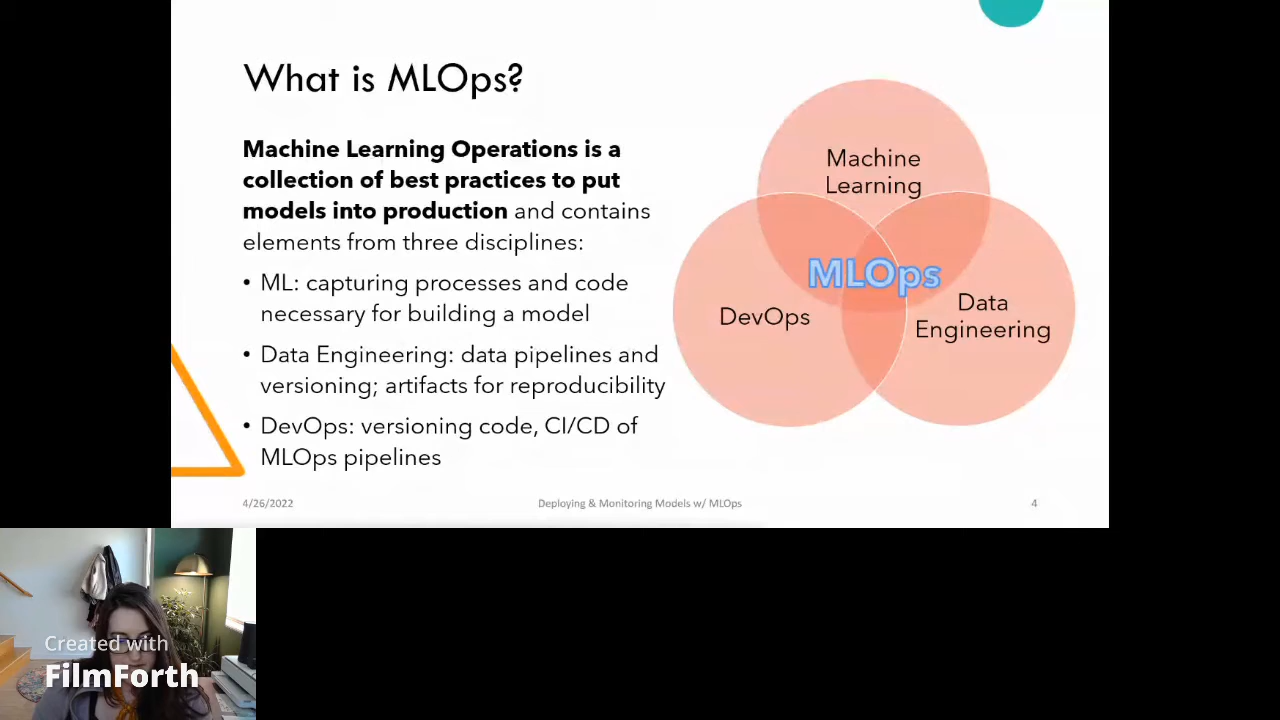 What is MLOps?
Machine Learning Operations is a
collection of best practices to put
models into production and contains
elements from three disciplines:
• ML: capturing processes and code
necessary for building a model
• Data Engineering: data pipelines and
versioning; artifacts for reproducibility
• DevOps: versioning code, CI/CD of
MLOps pipelines
Machine
Learning
MLOps
DevOps
Data
Engineering
4/26/2022
Deploying & Monitoring Models w/ MLOps
4
Created with
FilmForth